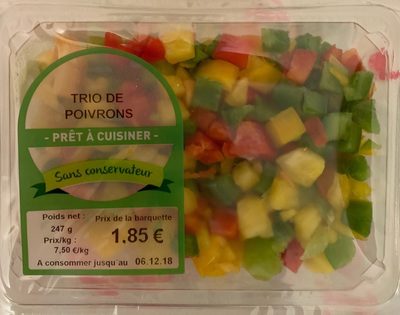 TRIO DE
POIVRONS
- PRÊT À CUISINER -
Sans conservateur
Poids net :
247 g
Prix/kg :
7,50 €/kg
Prix de la barquette
1,85 €
A consommer jusqu'au 06.12.18